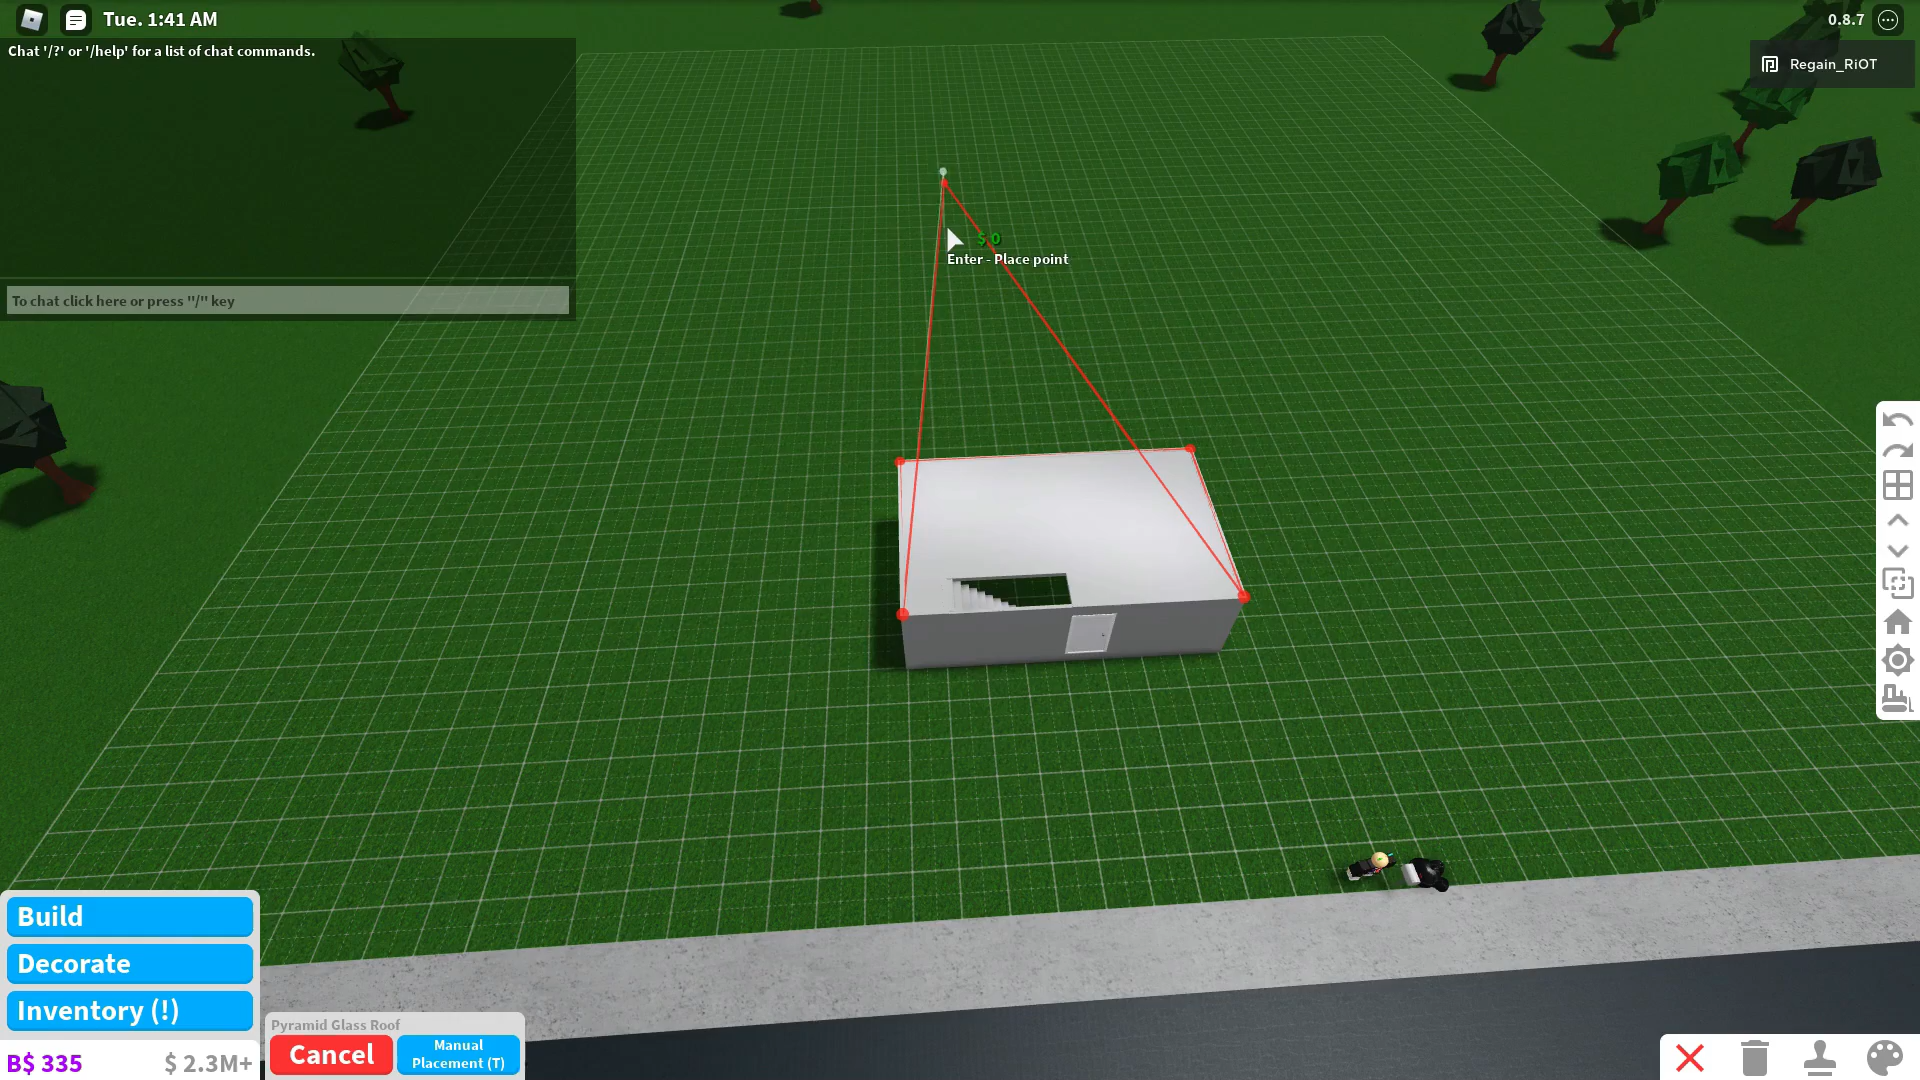 Tue. 1:41 AM
0.8.7
Chat '/?' or '/help' for a list of chat commands.
Regain_RiOT
$ 0
Enter - Place point
To chat click here or press "/" key
Build
Decorate
Inventory (!)
B$ 335
$ 2.3M+
Pyramid Glass Roof
Cancel
Manual
Placement (T)